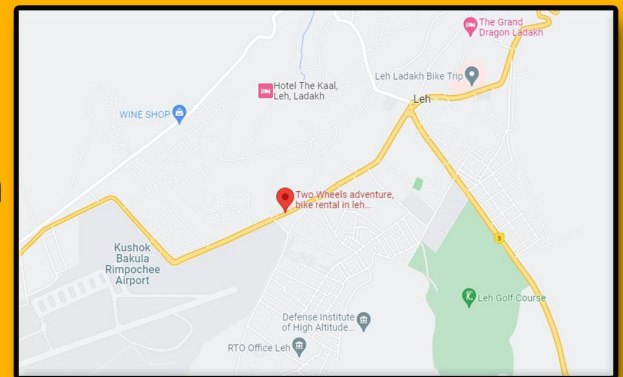 The Grand
Dragon Ladakh
Leh Ladakh Bike Trip
Hotel The Kaal,
Leh, Ladakh
Leh
WINE SHOP
Two Wheels adventure,
bike rental in leh...
Kushok
Bakula
Rimpochee
Airport
3
Leh Golf Course
Defense Institute
of High Altitude...
RTO Office Leh